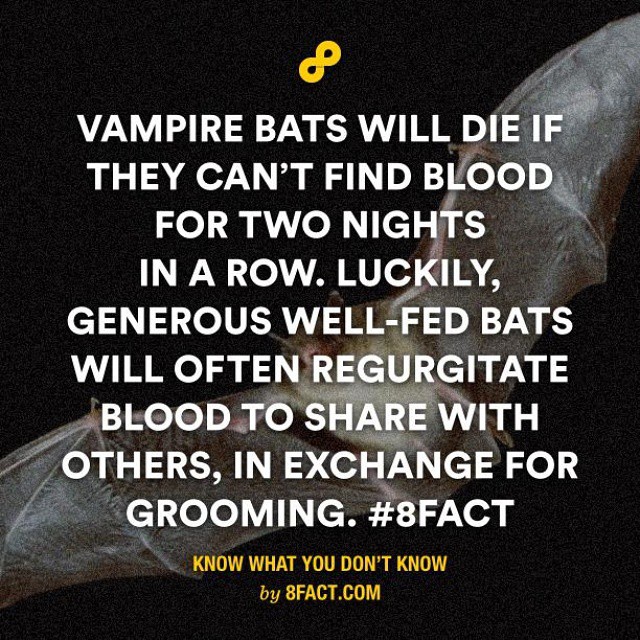 VAMPIRE BATS WILL DIE IF
THEY CAN'T FIND BLOOD
FOR TWO NIGHTS
IN A ROW. LUCKILY,
GENEROUS WELL-FED BATS
WILL OFTEN REGURGITATE
BLOOD TO SHARE WITH
OTHERS, IN EXCHANGE FOR
GROOMING. #8FACT
KNOW WHAT YOU DON'T KNOW
by 8FACT.COM